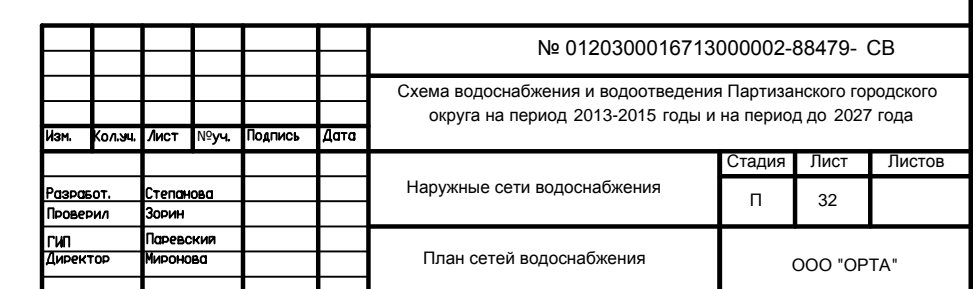 № 0120300016713000002-88479- СВ
Схема водоснабжения и водоотведения Партизанского городского
округа на период 2013-2015 годы и на период до 2027 года
Изм. Кол.уч. Лист №уч. Подпись Дата
Наружные сети водоснабжения
Стадия Лист Листов
П 32
Разработ. Степанова
Проверил Зорин
ГИП Паревский
Директор Миронова
План сетей водоснабжения
ООО "ОРТА"